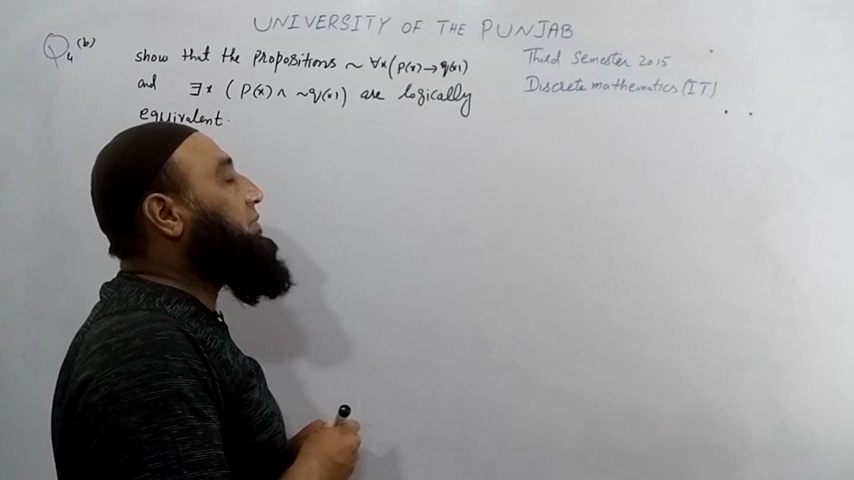 UNIVERSITY OF THE PUNJAB
Third Semester 2015
Discrete mathematics (IT)
Q4 (b)
show that the propositions ~ ∀x (P(x) → q(x))
and ∃x (P(x) ∧ ~q(x)) are logically
equivalent.